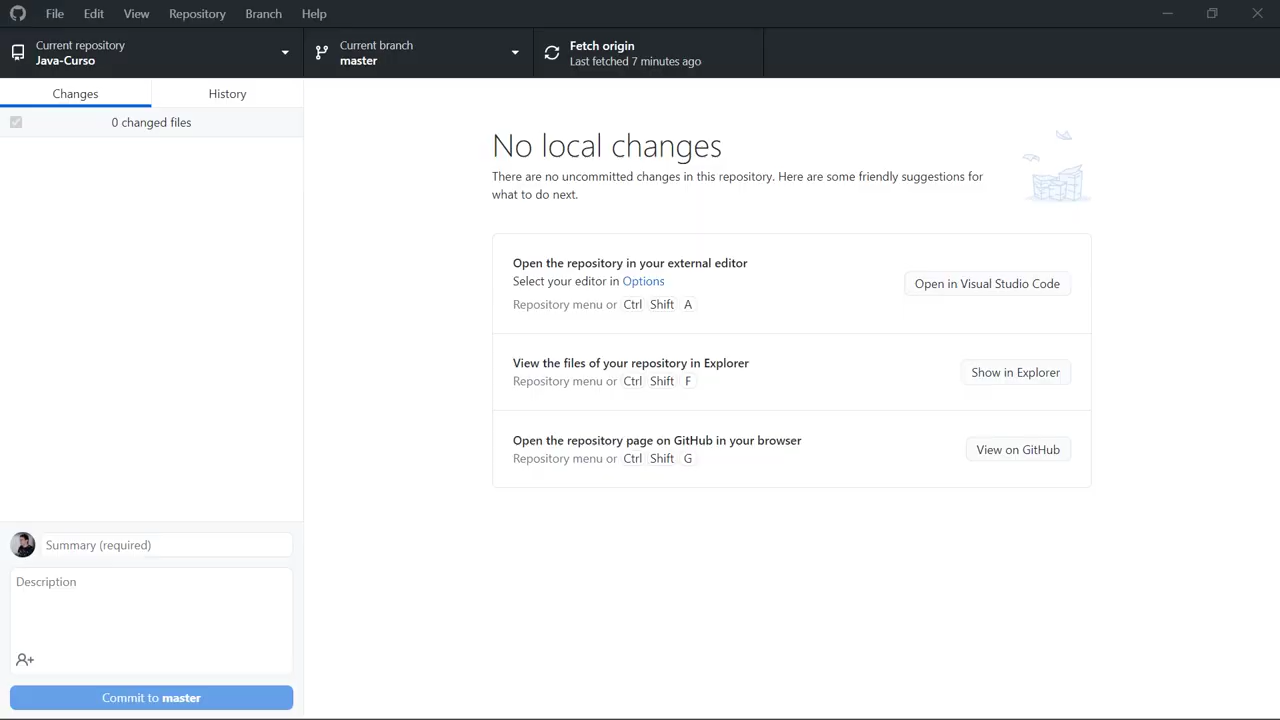 File Edit View Repository Branch Help
Current repository
Java-Curso
Current branch
master
Fetch origin
Last fetched 7 minutes ago
Changes
History
0 changed files
No local changes
There are no uncommitted changes in this repository. Here are some friendly suggestions for
what to do next.
Open the repository in your external editor
Select your editor in Options
Repository menu or Ctrl Shift A
Open in Visual Studio Code
View the files of your repository in Explorer
Repository menu or Ctrl Shift F
Show in Explorer
Open the repository page on GitHub in your browser
Repository menu or Ctrl Shift G
View on GitHub
Summary (required)
Description
Commit to master